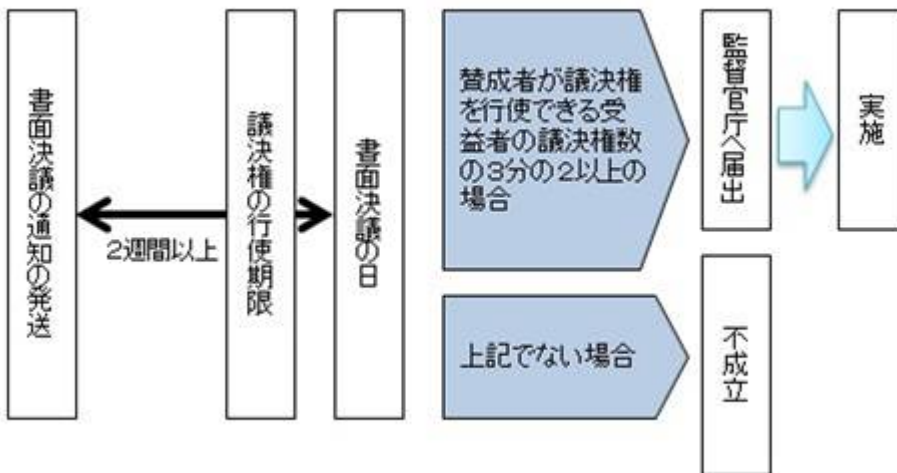 書面決議の通知の発送
2週間以上
議決権の行使期限
書面決議の日
賛成者が議決権
を行使できる受
益者の議決権数
の3分の2以上の
場合
監督官庁へ届出
実施
上記でない場合
不成立